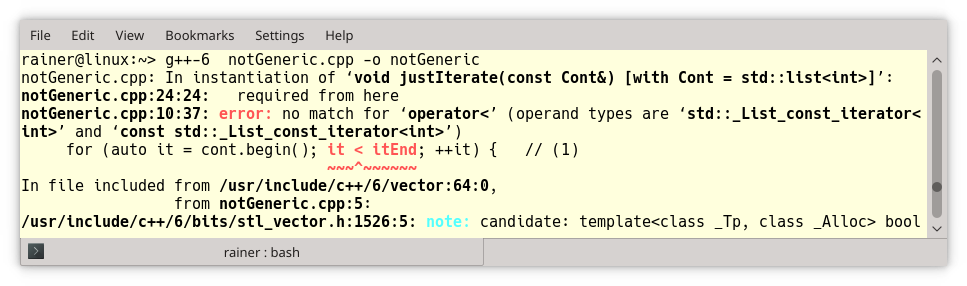 File Edit View Bookmarks Settings Help
rainer@linux:~> g++-6  notGeneric.cpp -o notGeneric
notGeneric.cpp: In instantiation of ‘void justIterate(const Cont&) [with Cont = std::list<int>]’:
notGeneric.cpp:24:24:   required from here
notGeneric.cpp:10:37: error: no match for ‘operator<’ (operand types are ‘std::_List_const_iterator<
int>’ and ‘const std::_List_const_iterator<int>’)
     for (auto it = cont.begin(); it < itEnd; ++it) {   // (1)
                                  ~~~^~~~~~~
In file included from /usr/include/c++/6/vector:64:0,
                 from notGeneric.cpp:5:
/usr/include/c++/6/bits/stl_vector.h:1526:5: note: candidate: template<class _Tp, class _Alloc> bool
rainer : bash